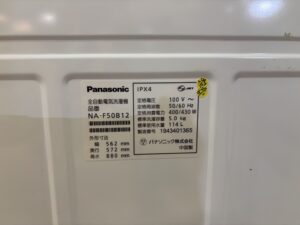 Panasonic
全自動電気洗濯機
品番
NA-F50B12
外形寸法
幅 562 mm
奥行 572 mm
高さ 880 mm
IPX4
JET
定格電圧 100 V～
定格周波数 50/60 Hz
定格消費電力 400/430 W
標準洗濯容量 5.0 kg
標準使用水量 114 L
製造番号 1943401365
パナソニック株式会社
中国製